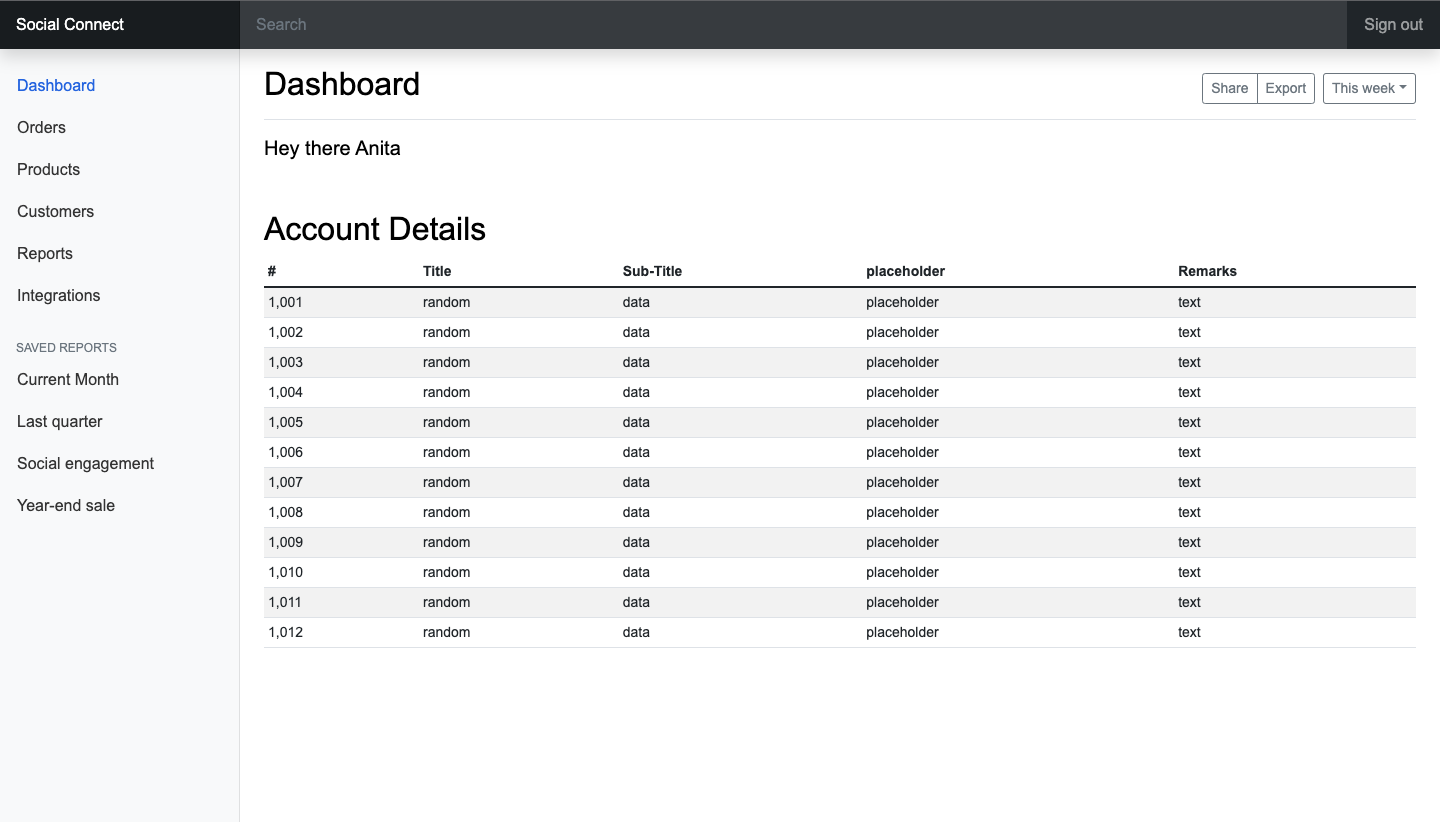 Social Connect Search Sign out
Dashboard
Orders
Products
Customers
Reports
Integrations
SAVED REPORTS
Current Month
Last quarter
Social engagement
Year-end sale
Dashboard Share Export This week
Hey there Anita
Account Details
# Title Sub-Title placeholder Remarks
1,001 random data placeholder text
1,002 random data placeholder text
1,003 random data placeholder text
1,004 random data placeholder text
1,005 random data placeholder text
1,006 random data placeholder text
1,007 random data placeholder text
1,008 random data placeholder text
1,009 random data placeholder text
1,010 random data placeholder text
1,011 random data placeholder text
1,012 random data placeholder text